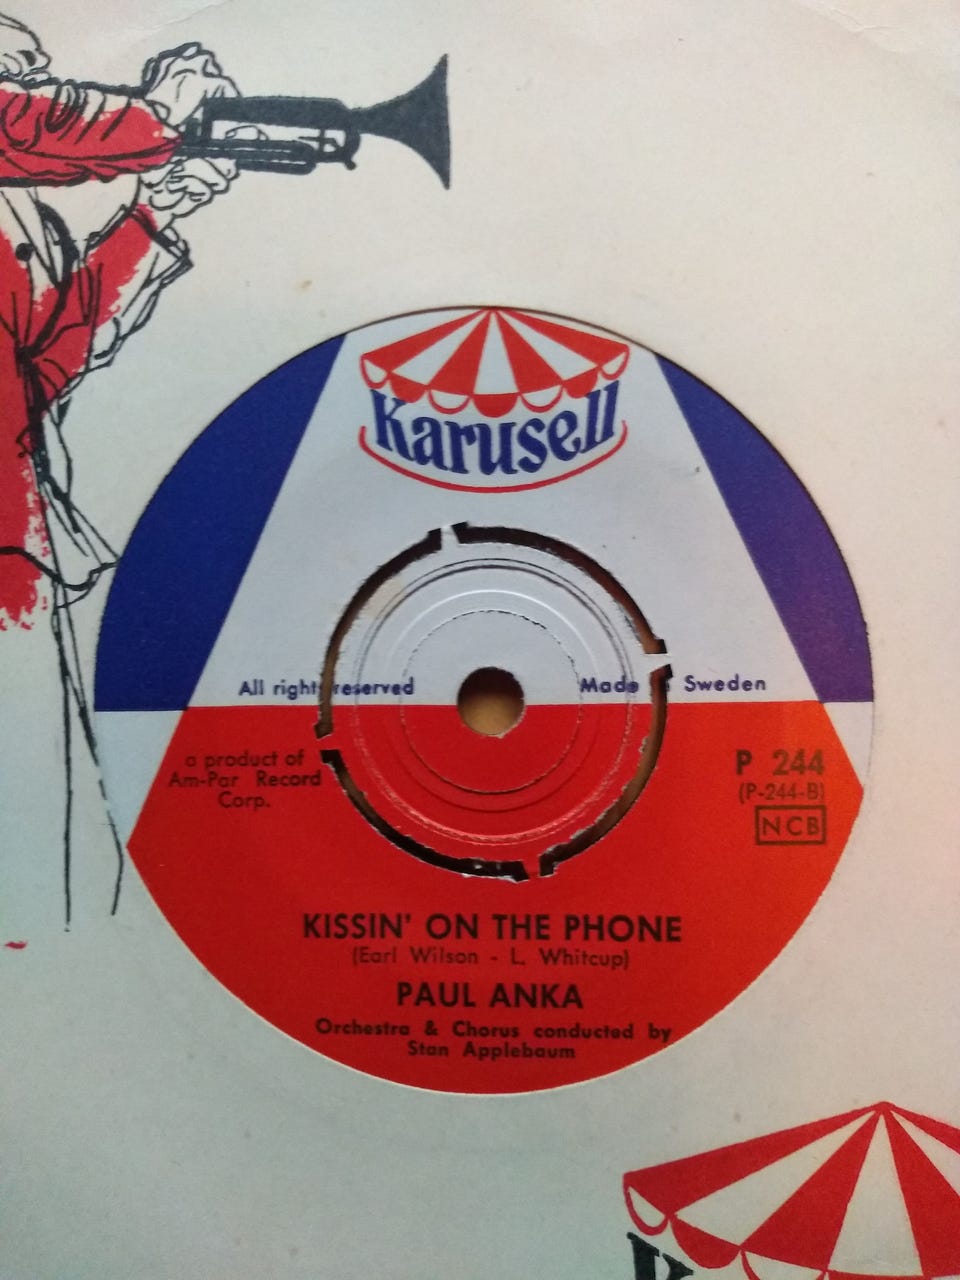 Karusell
All rights reserved
Made Sweden
a product of
Am-Par Record
Corp.
P 244
(P-244-B)
NCB
KISSIN' ON THE PHONE
(Earl Wilson - L. Whitcup)
PAUL ANKA
Orchestra & Chorus conducted by
Stan Applebaum
K